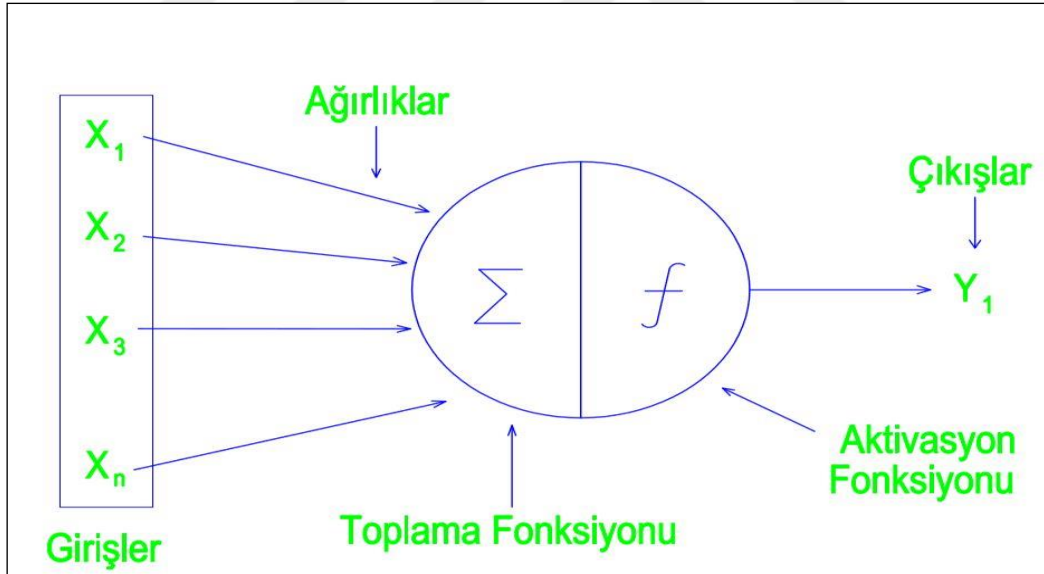 Ağırlıklar
X1
Çıkışlar
X2
Σ
f
Y1
X3
Xn
Aktivasyon
Fonksiyonu
Toplama Fonksiyonu
Girişler